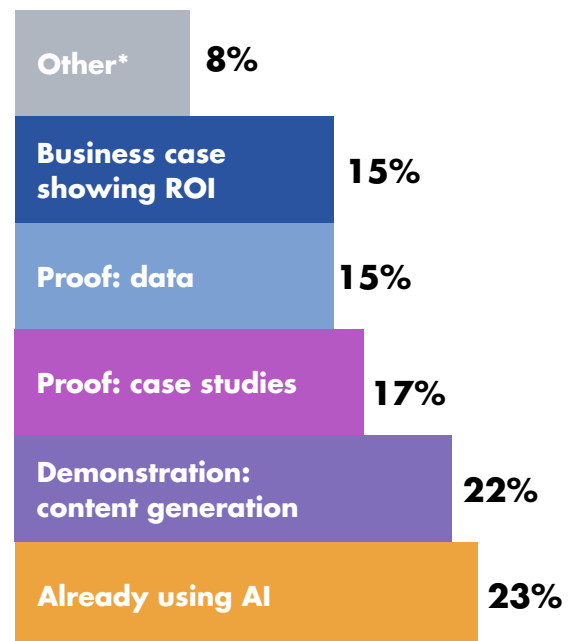 Other*
8%
Business case
showing ROI
15%
Proof: data
15%
Proof: case studies
17%
Demonstration:
content generation
22%
Already using AI
23%